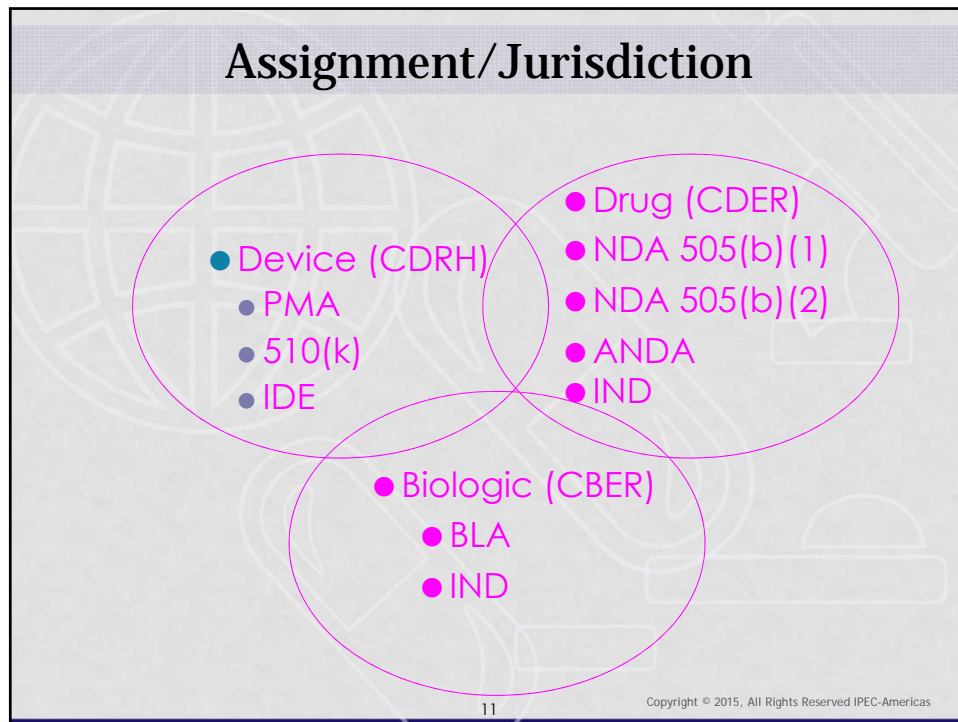 Assignment/Jurisdiction
● Device (CDRH)
● PMA
● 510(k)
● IDE
● Drug (CDER)
● NDA 505(b)(1)
● NDA 505(b)(2)
● ANDA
● IND
● Biologic (CBER)
● BLA
● IND
11
Copyright © 2015, All Rights Reserved IPEC-Americas